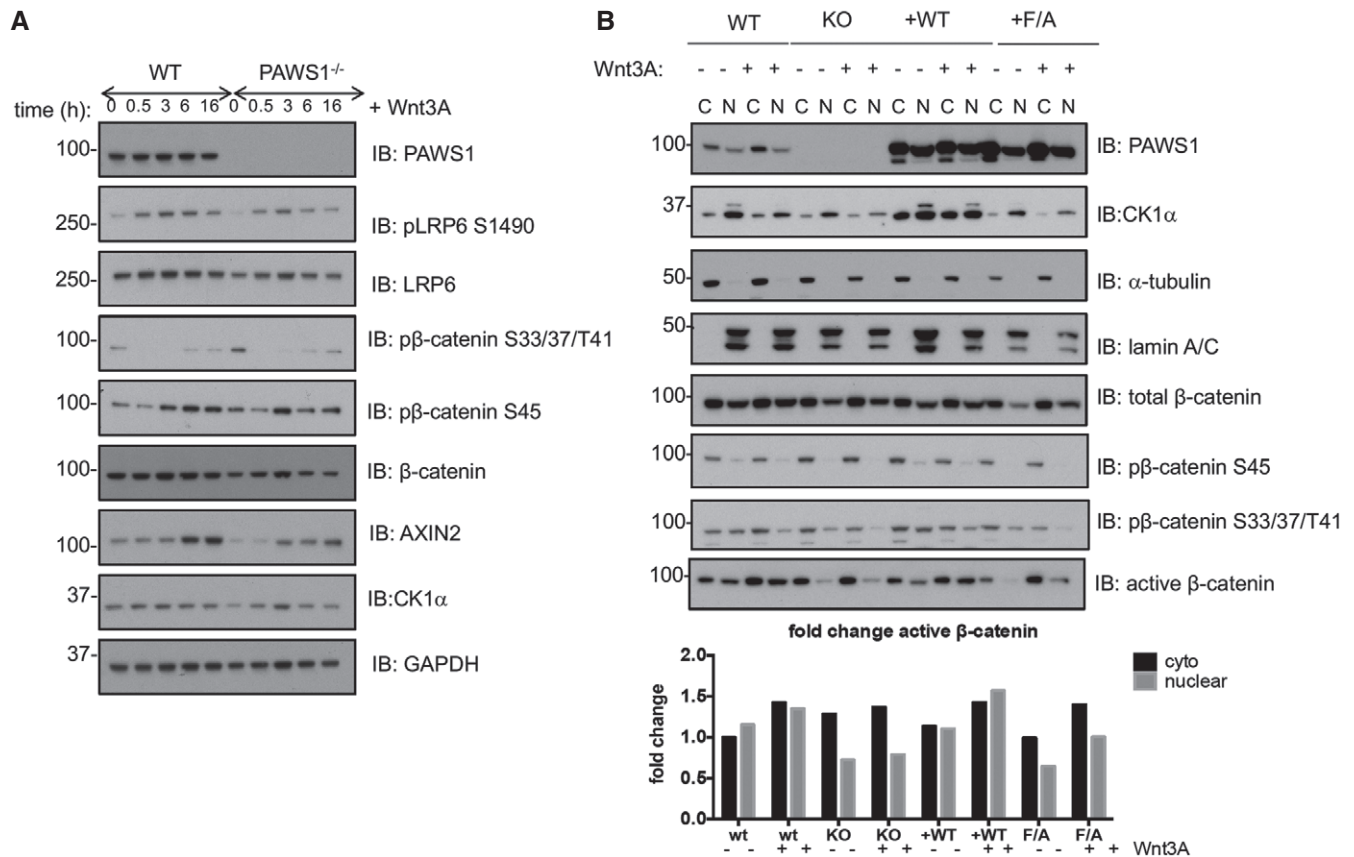 A
WT PAWS1-/-
time (h): 0 0.5 3 6 16 0 0.5 3 6 16 + Wnt3A
100- IB: PAWS1
250- IB: pLRP6 S1490
250- IB: LRP6
100- IB: pβ-catenin S33/37/T41
100- IB: pβ-catenin S45
100- IB: β-catenin
100- IB: AXIN2
37- IB:CK1α
37- IB: GAPDH
B
WT KO +WT +F/A
Wnt3A: - - + + - - + + - - + + - - + +
C N C N C N C N C N C N C N C N
100- IB: PAWS1
37- IB:CK1α
50- IB: α-tubulin
50- IB: lamin A/C
100- IB: total β-catenin
100- IB: pβ-catenin S45
100- IB: pβ-catenin S33/37/T41
100- IB: active β-catenin
fold change active β-catenin
cyto
nuclear
fold change
2.0
1.5
1.0
0.5
0.0
wt wt KO KO +WT +WT F/A F/A
- - + + - - + + - - + + - - + + Wnt3A